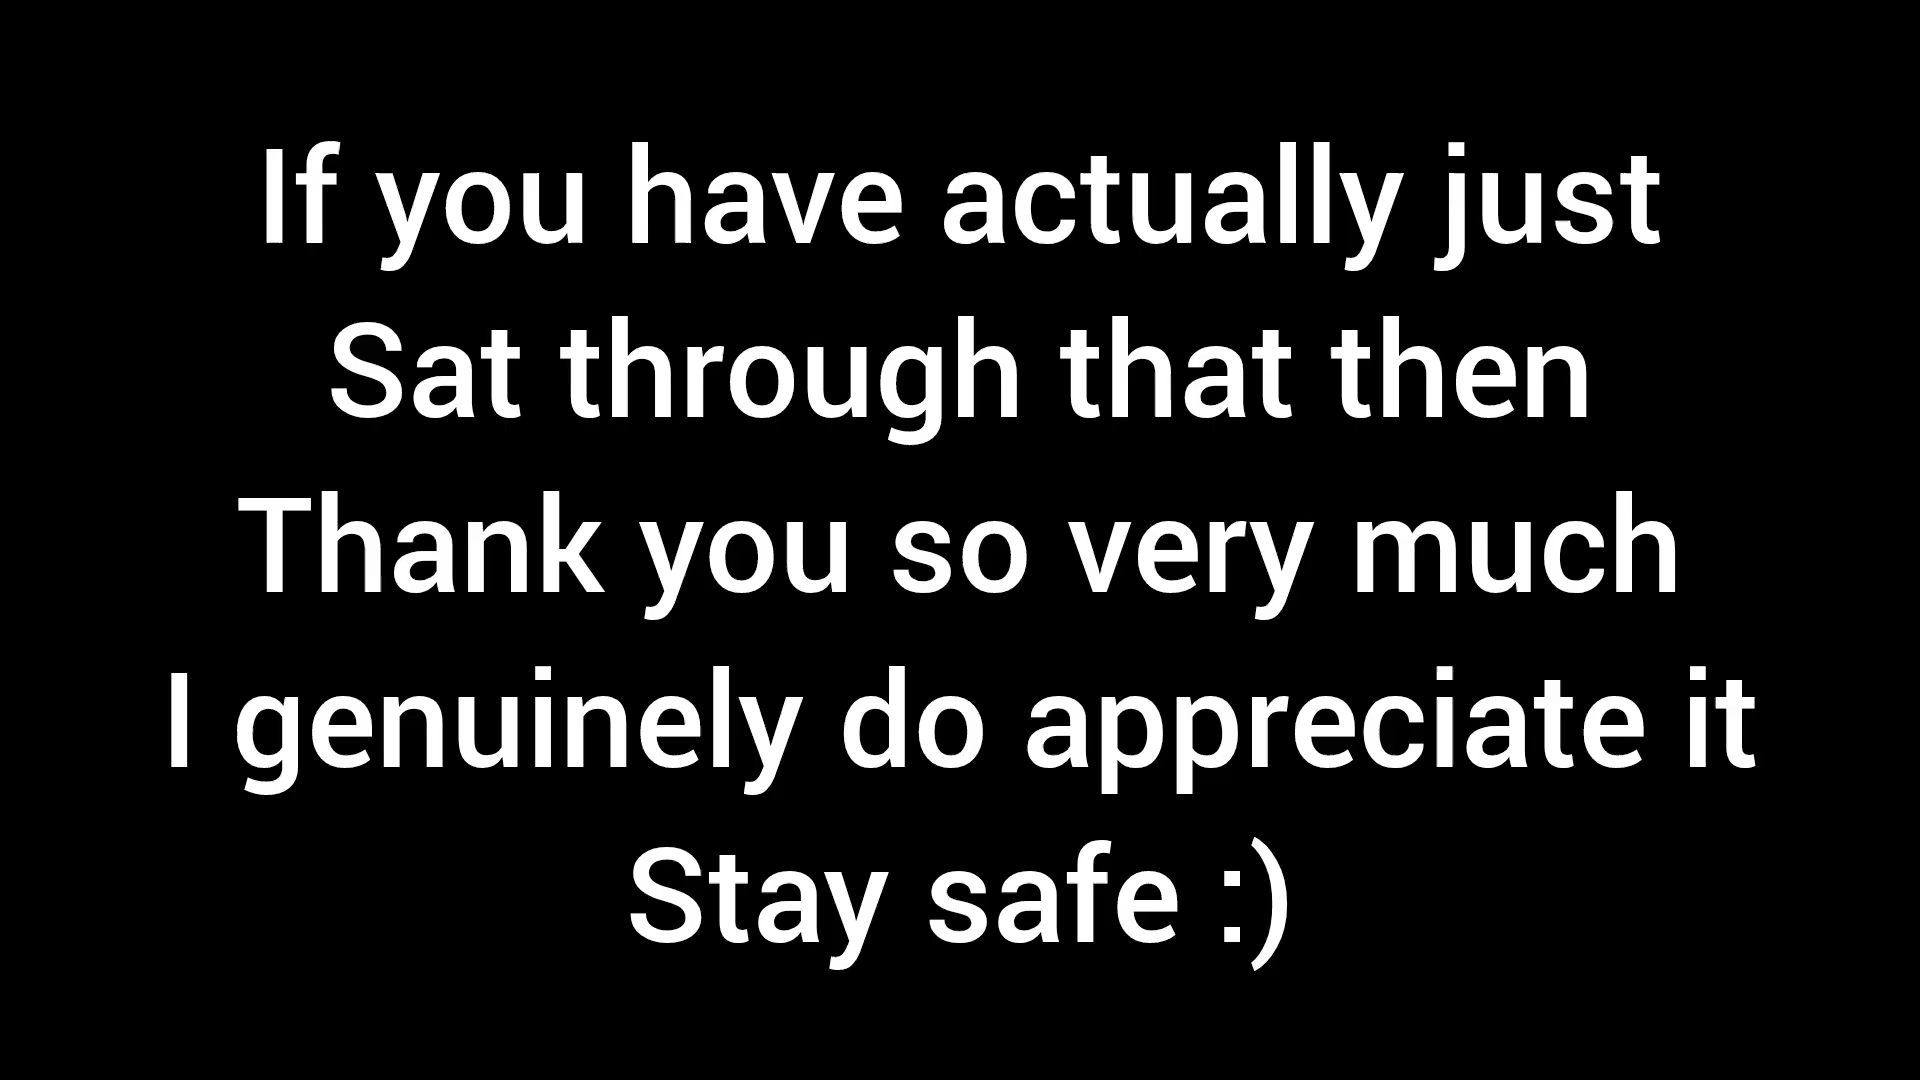 If you have actually just
Sat through that then
Thank you so very much
I genuinely do appreciate it
Stay safe :)